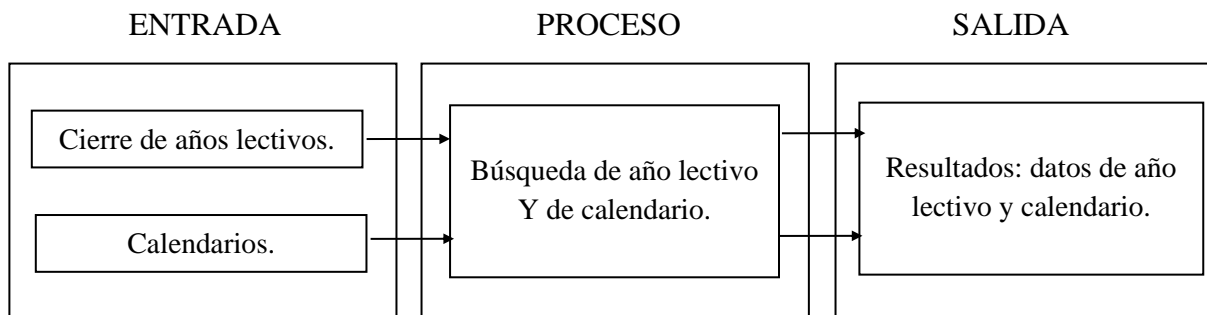 ENTRADA
PROCESO
SALIDA
Cierre de años lectivos.
Calendarios.
Búsqueda de año lectivo
Y de calendario.
Resultados: datos de año
lectivo y calendario.